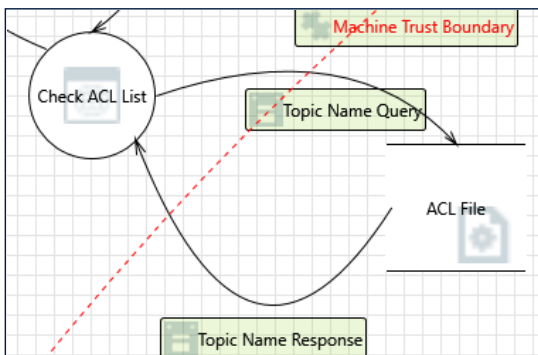 Machine Trust Boundary
Check ACL List
Topic Name Query
ACL File
Topic Name Response